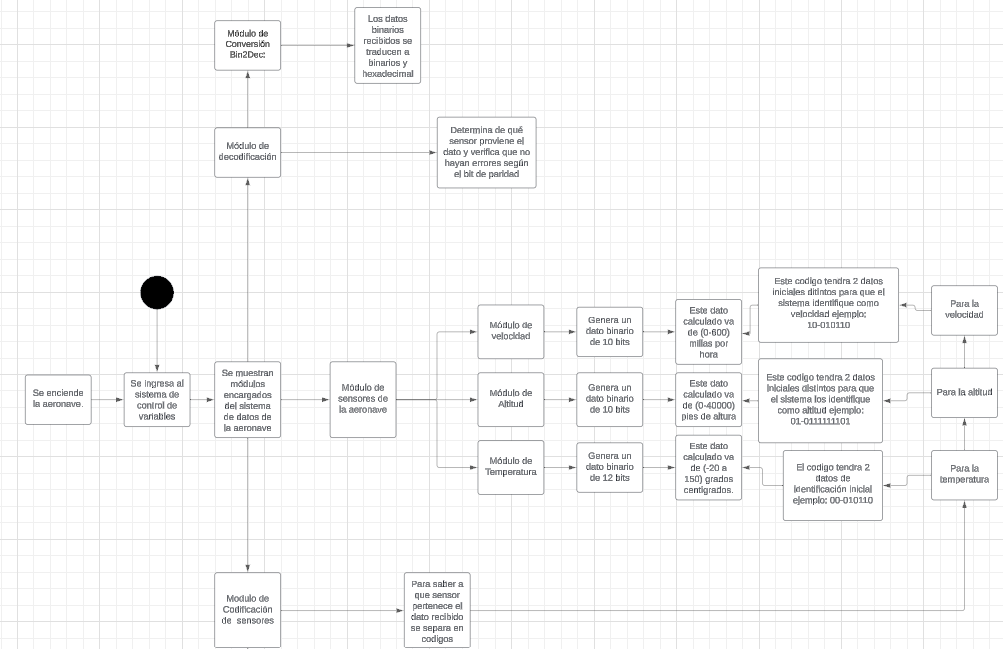 Módulo de
Conversión
Bin2Dec:
Los datos
binarios
recibidos se
traducen a
binarios y
hexadecimal
Módulo de
decodificación
Determina de qué
sensor proviene el
dato y verifica que no
hayan errores según
el bit de paridad
Se enciende
la aeronave.
Se ingresa al
sistema de
control de
variables
Se muestran
módulos
encargados
del sistema
de datos de
la aeronave
Módulo de
sensores de
la aeronave
Módulo de
velocidad
Genera un
dato binario
de 10 bits
Este dato
calculado va
de (0-600)
millas por
hora
Este codigo tendra 2 datos
iniciales ditintos para que el
sistema identifique como
velocidad ejemplo:
10-010110
Para la
velocidad
Módulo de
Altitud
Genera un
dato binario
de 10 bits
Este dato
calculado va
de (0-40000)
pies de altura
Este codigo tendra 2 datos
iniciales distintos para que
el sistema los identifique
como altitud ejemplo:
01-0111111101
Para la altitud
Módulo de
Temperatura
Genera un
dato binario
de 12 bits
Este dato
calculado va
de (-20 a
150) grados
centigrados.
El codigo tendra 2
datos de
identificación inicial
ejemplo: 00-010110
Para la
temperatura
Modulo de
Codificación
de sensores
Para saber a
que sensor
pertenece el
dato recibido
se separa en
codigos